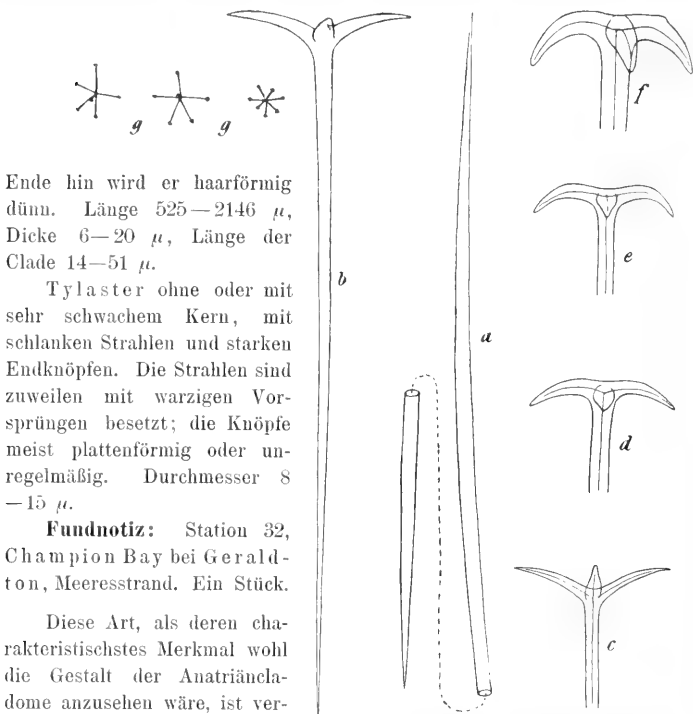 g
g
f
e
d
c
b
a
Ende hin wird er haarförmig
dünn. Länge 525—2146 μ,
Dicke 6—20 μ, Länge der
Clade 14—51 μ.
Tylaster ohne oder mit
sehr schwachem Kern, mit
schlanken Strahlen und starken
Endknöpfen. Die Strahlen sind
zuweilen mit warzigen Vor-
sprüngen besetzt; die Knöpfe
meist plattenförmig oder un-
regelmäßig. Durchmesser 8
—15 μ.
Fundnotiz: Station 32,
Champion Bay bei Gerald-
ton, Meeresstrand. Ein Stück.
Diese Art, als deren cha-
rakteristischstes Merkmal wohl
die Gestalt der Anatriäncla-
dome anzusehen wäre, ist ver-